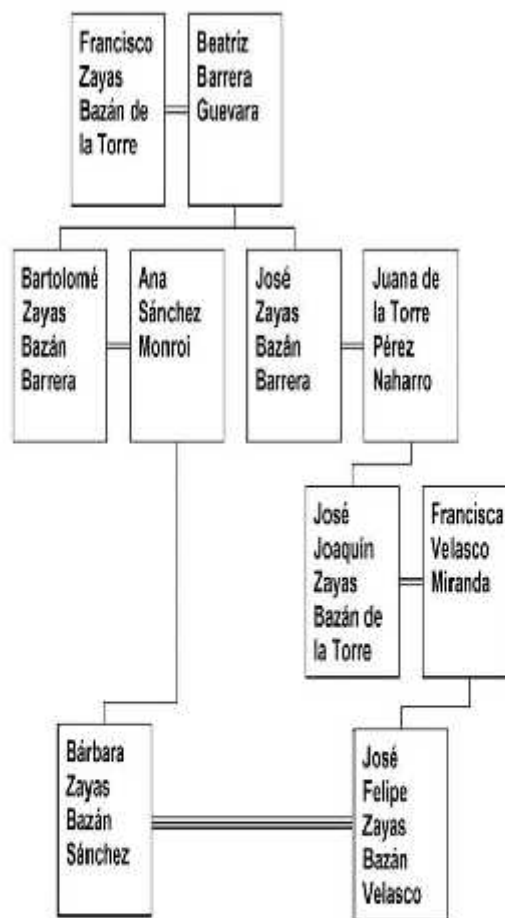 Francisco
Zayas
Bazán de
la Torre
Beatríz
Barrera
Guevara
Bartolomé
Zayas
Bazán
Barrera
Ana
Sánchez
Monroi
José
Zayas
Bazán
Barrera
Juana de
la Torre
Pérez
Naharro
José
Joaquín
Zayas
Bazán de
la Torre
Francisca
Velasco
Miranda
Bárbara
Zayas
Bazán
Sánchez
José
Felipe
Zayas
Bazán
Velasco